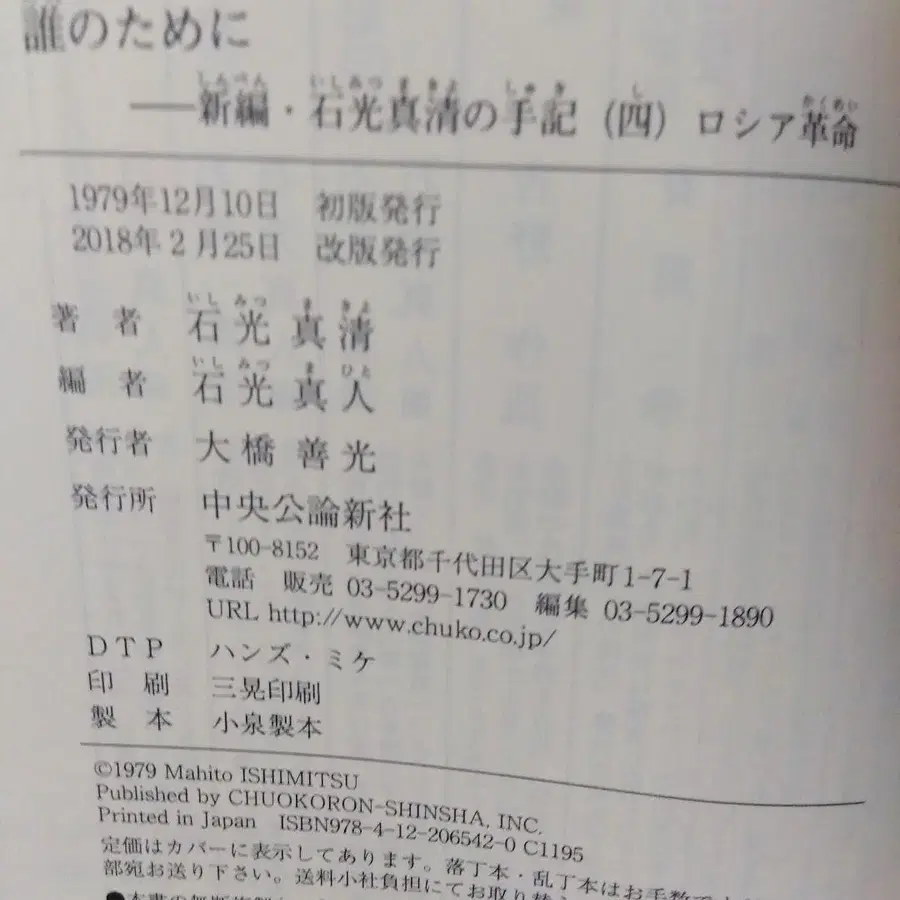 誰のために
――新編・石光真清の手記（四）ロシア革命
1979年12月10日　初版発行
2018年2月25日　改版発行
著者　石光真清
編者　石光真人
発行者　大橋善光
発行所　中央公論新社
〒100-8152　東京都千代田区大手町1-7-1
電話　販売 03-5299-1730　編集 03-5299-1890
URL http://www.chuko.co.jp/
DTP　ハンズ・ミケ
印刷　三晃印刷
製本　小泉製本
©1979 Mahito ISHIMITSU
Published by CHUOKORON-SHINSHA, INC.
Printed in Japan　ISBN978-4-12-206542-0 C1195
定価はカバーに表示してあります。落丁本・乱丁本はお手数で
部宛お送り下さい。送料小社負担にてお取り替え
●本書の無断複製